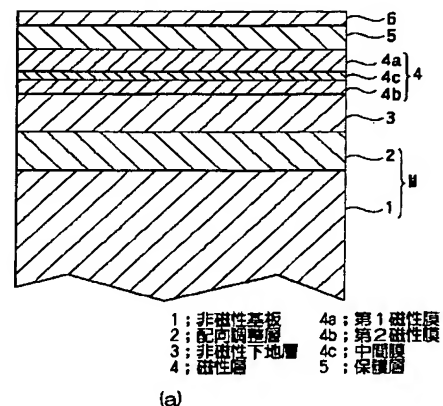 6
5
4a
4c
4
4b
3
2
M
1
1；非磁性基板
2；配向調整層
3；非磁性下地層
4；磁性層
4a；第1磁性膜
4b；第2磁性膜
4c；中間膜
5；保護層
(a)